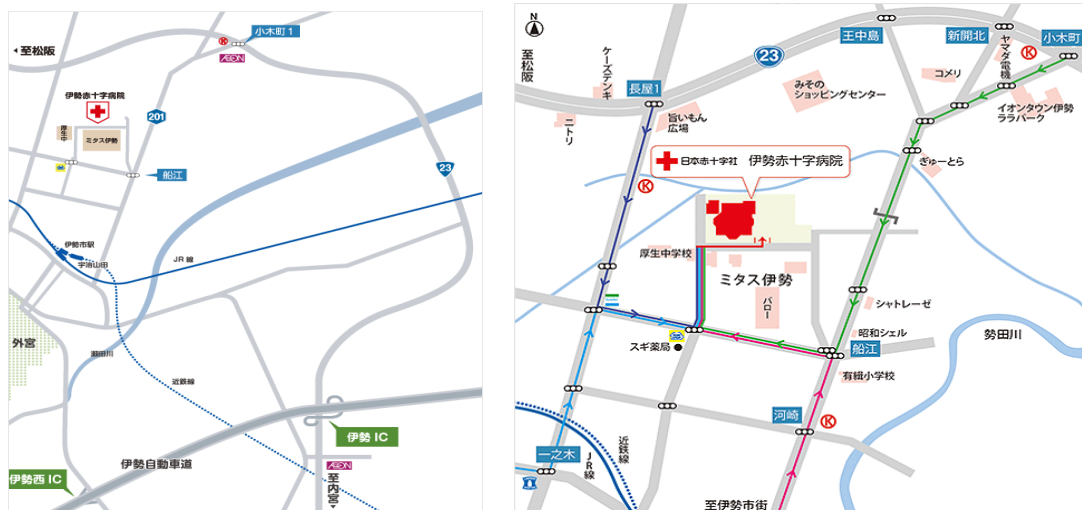 小木町 1
至松阪
K
AEON
伊勢赤十字病院
201
厚生中
ミタス伊勢
船江
23
伊勢市駅
宇治山田
JR 線
外宮
瀬田川
近鉄線
伊勢 IC
伊勢自動車道
AEON
伊勢西 IC
至内宮
N
至松阪
ケーズデンキ
王中島
新開北
ヤマダ電機
K
小木町
23
長屋1
みその
ショッピングセンター
コメリ
ニトリ
旨いもん
広場
イオンタウン伊勢
ララパーク
日本赤十字社 伊勢赤十字病院
ぎゅーとら
K
厚生中学校
ミタス伊勢
バロー
シャトレーゼ
昭和シェル
スギ薬局
船江
勢田川
有緝小学校
河崎
K
一之木
JR線
近鉄線
至伊勢市街